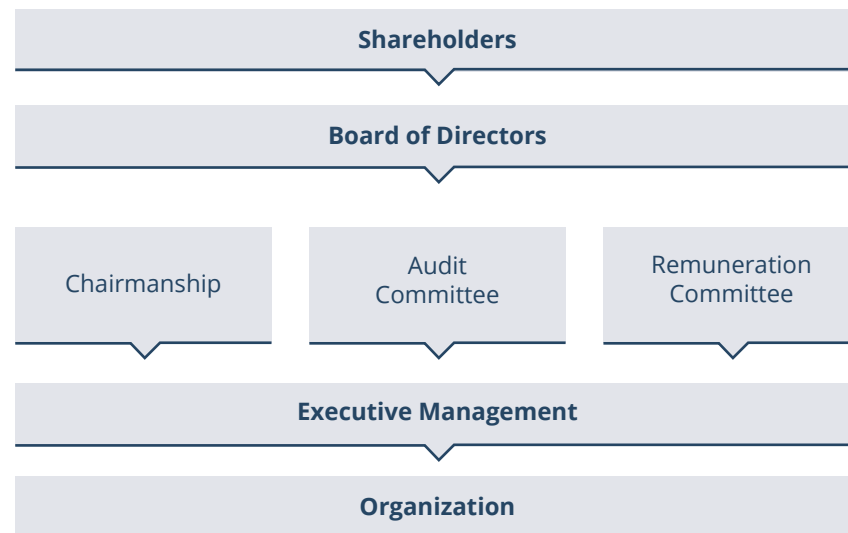 Shareholders
Board of Directors
Chairmanship
Audit
Committee
Remuneration
Committee
Executive Management
Organization